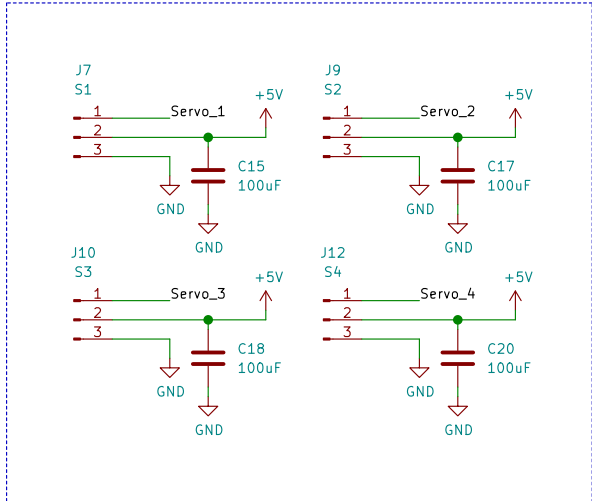 J7
S1
1
2
3
Servo_1
+5V
C15
100uF
GND
GND
J9
S2
1
2
3
Servo_2
+5V
C17
100uF
GND
GND
J10
S3
1
2
3
Servo_3
+5V
C18
100uF
GND
GND
J12
S4
1
2
3
Servo_4
+5V
C20
100uF
GND
GND